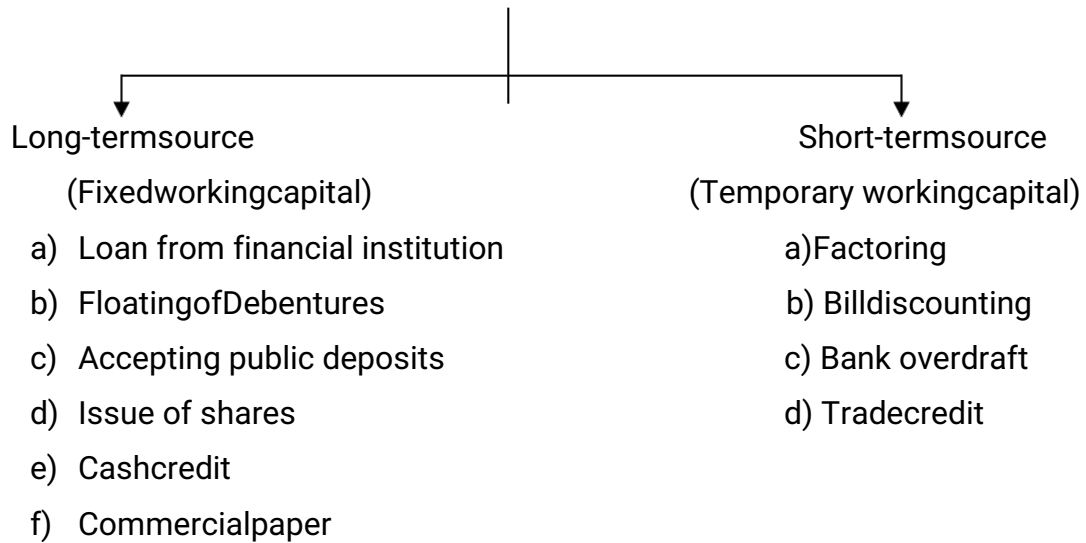 Long-termsource
(Fixedworkingcapital)
a) Loan from financial institution
b) FloatingofDebentures
c) Accepting public deposits
d) Issue of shares
e) Cashcredit
f) Commercialpaper
Short-termsource
(Temporary workingcapital)
a)Factoring
b) Billdiscounting
c) Bank overdraft
d) Tradecredit